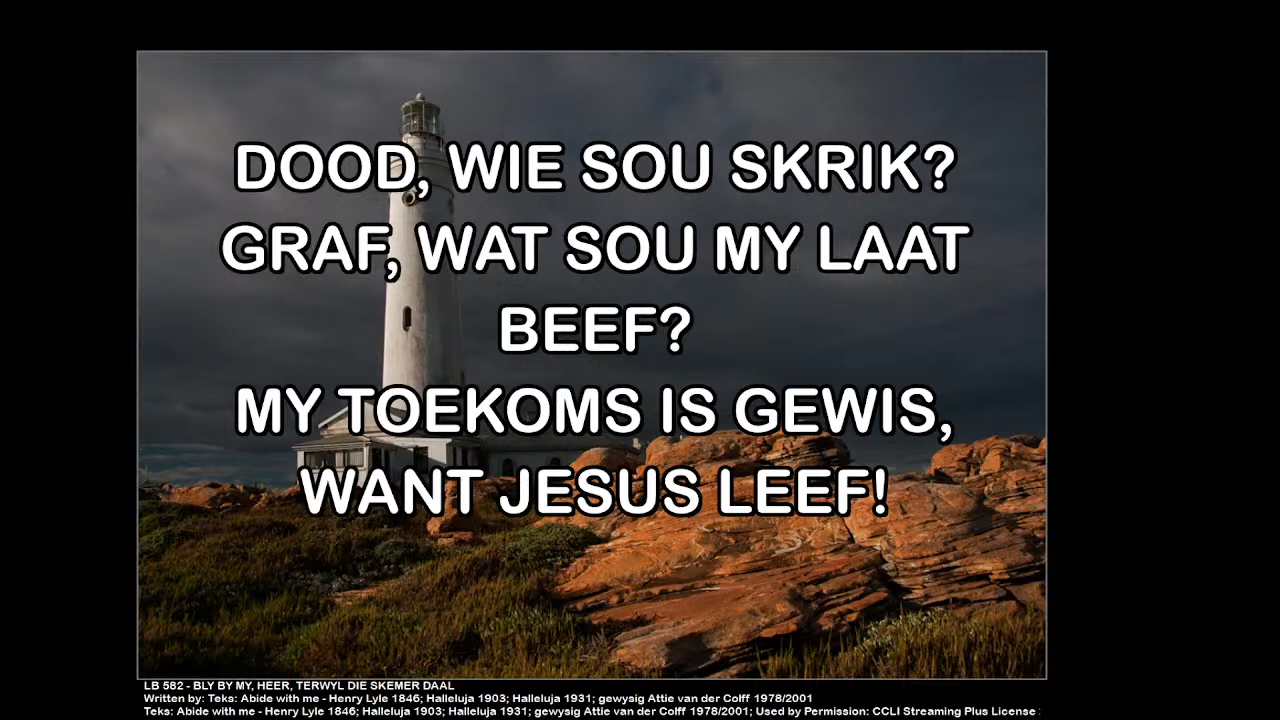 DOOD, WIE SOU SKRIK?
GRAF, WAT SOU MY LAAT
BEEF?
MY TOEKOMS IS GEWIS,
WANT JESUS LEEF!
LB 582 - BLY BY MY, HEER, TERWYL DIE SKEMER DAAL
Written by: Teks: Abide with me - Henry Lyle 1846; Halleluja 1903; Halleluja 1931; gewysig Attie van der Colff 1978/2001
Teks: Abide with me - Henry Lyle 1846; Halleluja 1903; Halleluja 1931; gewysig Attie van der Colff 1978/2001; Used by Permission: CCLI Streaming Plus License